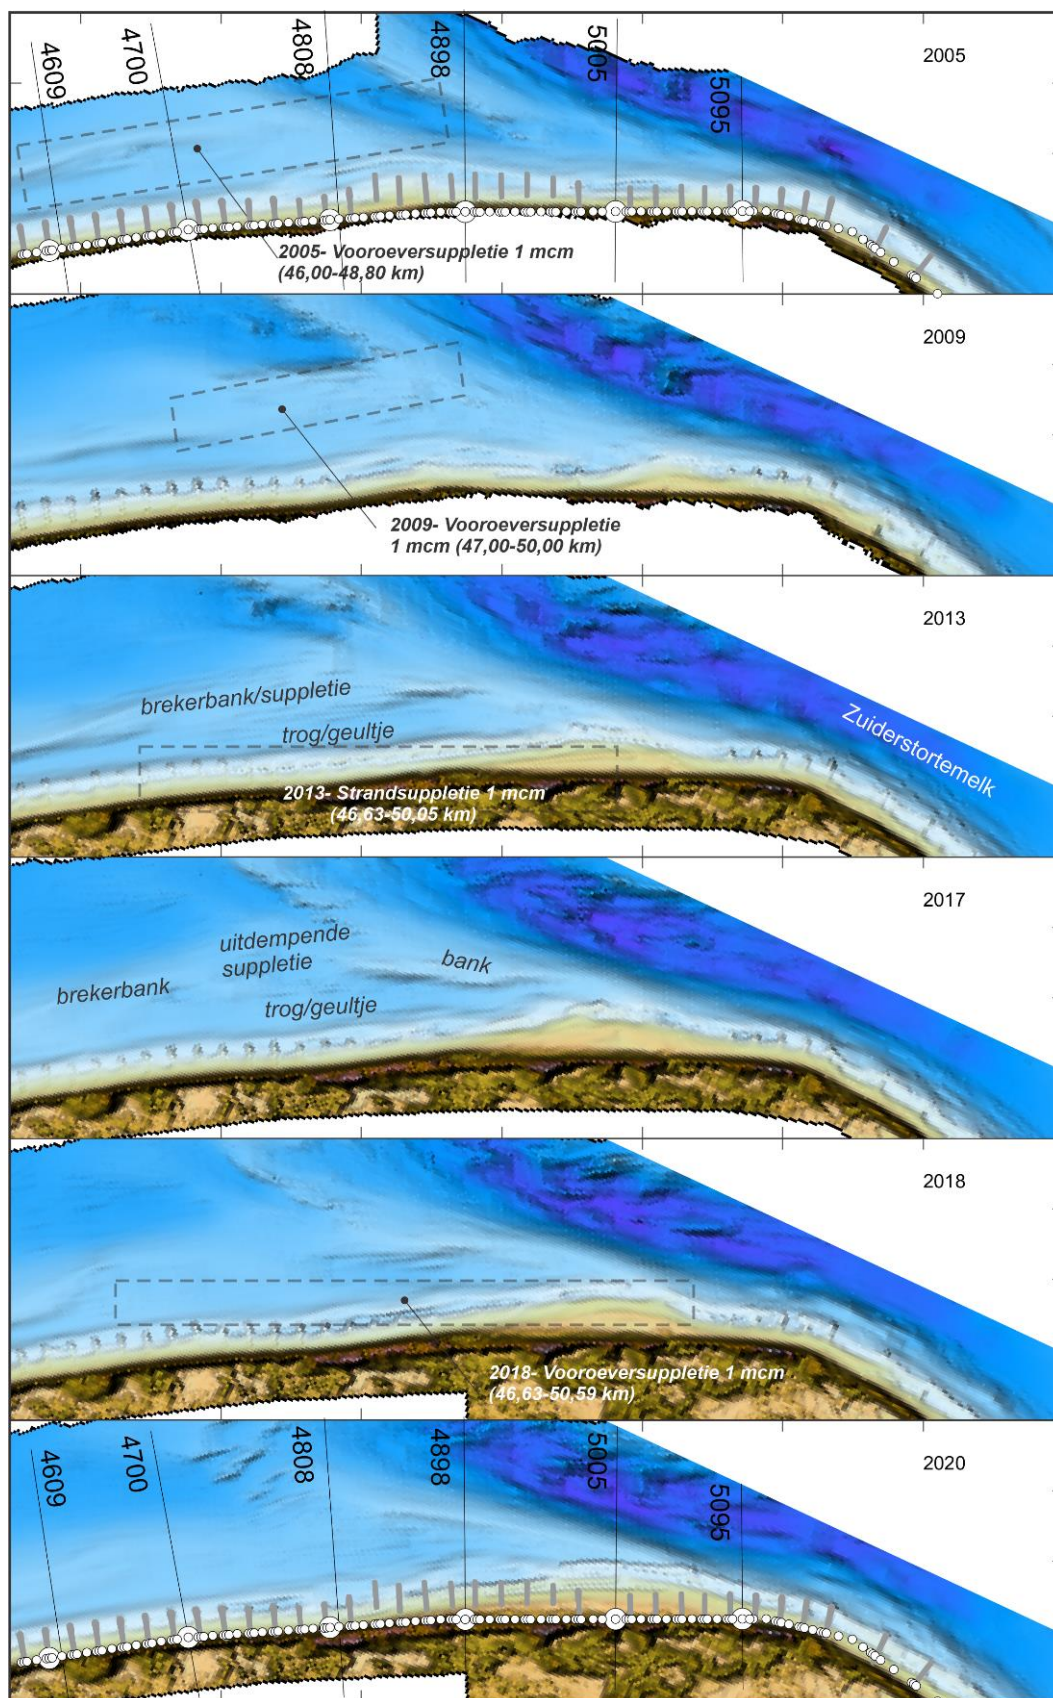 2005
4609
4700
4808
4898
5005
5095
2005- Vooroeversuppletie 1 mcm
(46,00-48,80 km)
2009
2009- Vooroeversuppletie
1 mcm (47,00-50,00 km)
2013
brekerbank/suppletie
trog/geultje
Zuiderstortemelk
2013- Strandsuppletie 1 mcm
(46,63-50,05 km)
2017
uitdempende
suppletie
bank
brekerbank
trog/geultje
2018
2018- Vooroeversuppletie 1 mcm
(46,63-50,59 km)
2020
4609
4700
4808
4898
5005
5095